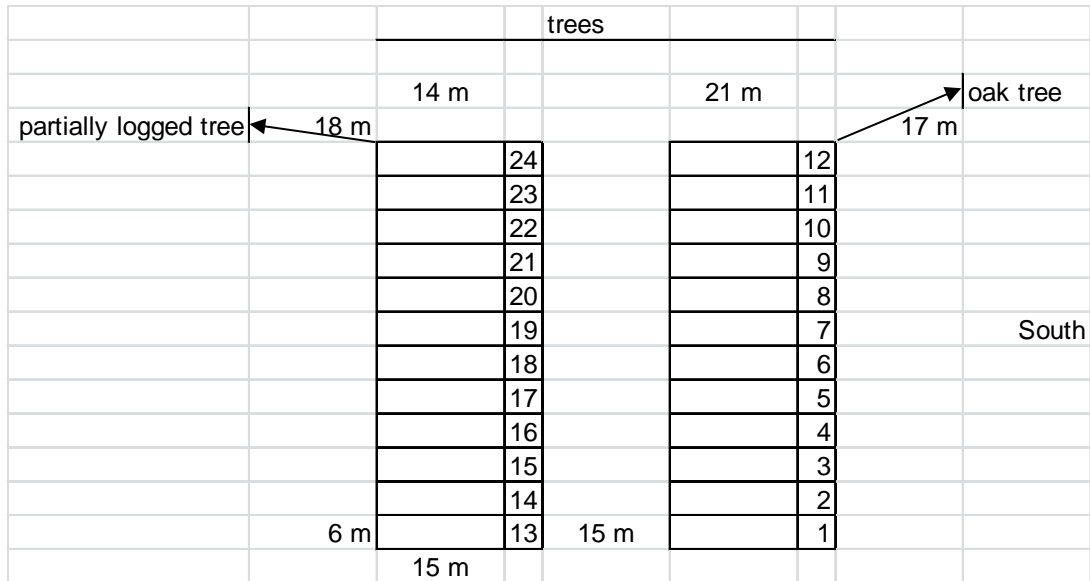 trees
14 m 21 m oak tree
partially logged tree 18 m 17 m
24 12
23 11
22 10
21 9
20 8
19 7 South
18 6
17 5
16 4
15 3
14 2
6 m 13 15 m 1
15 m